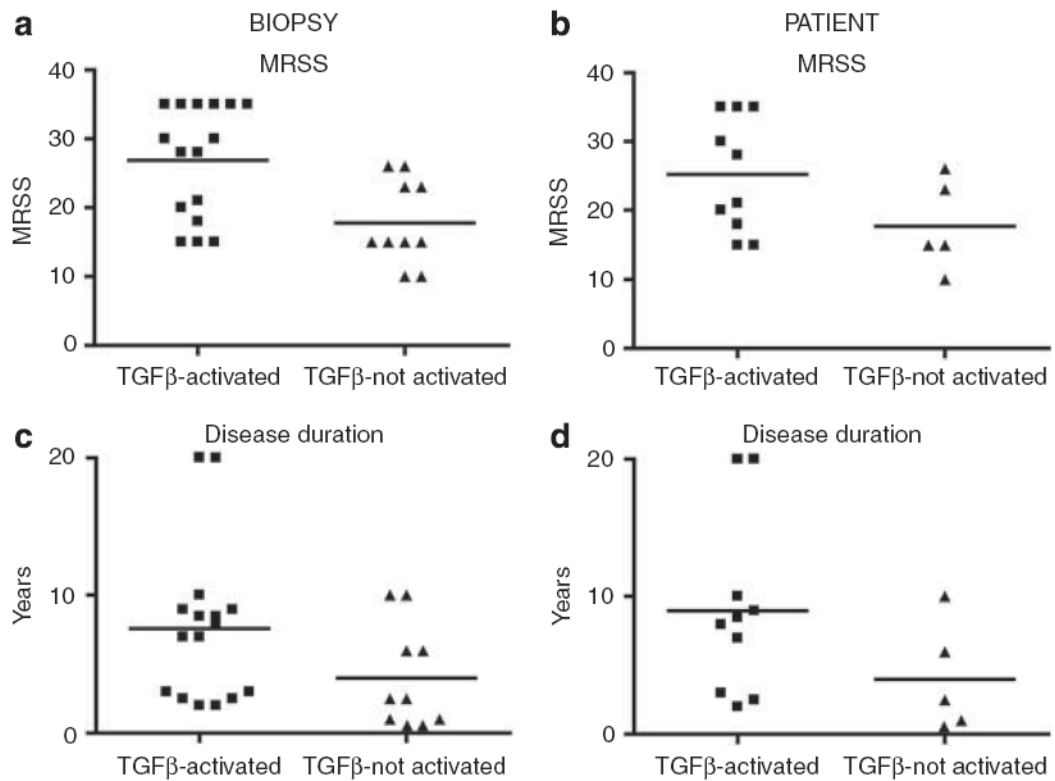 a BIOPSY
MRSS
40
30
20
10
0
MRSS
TGFβ-activated TGFβ-not activated
b PATIENT
MRSS
40
30
20
10
0
MRSS
TGFβ-activated TGFβ-not activated
c Disease duration
20
10
0
Years
TGFβ-activated TGFβ-not activated
d Disease duration
20
10
0
Years
TGFβ-activated TGFβ-not activated